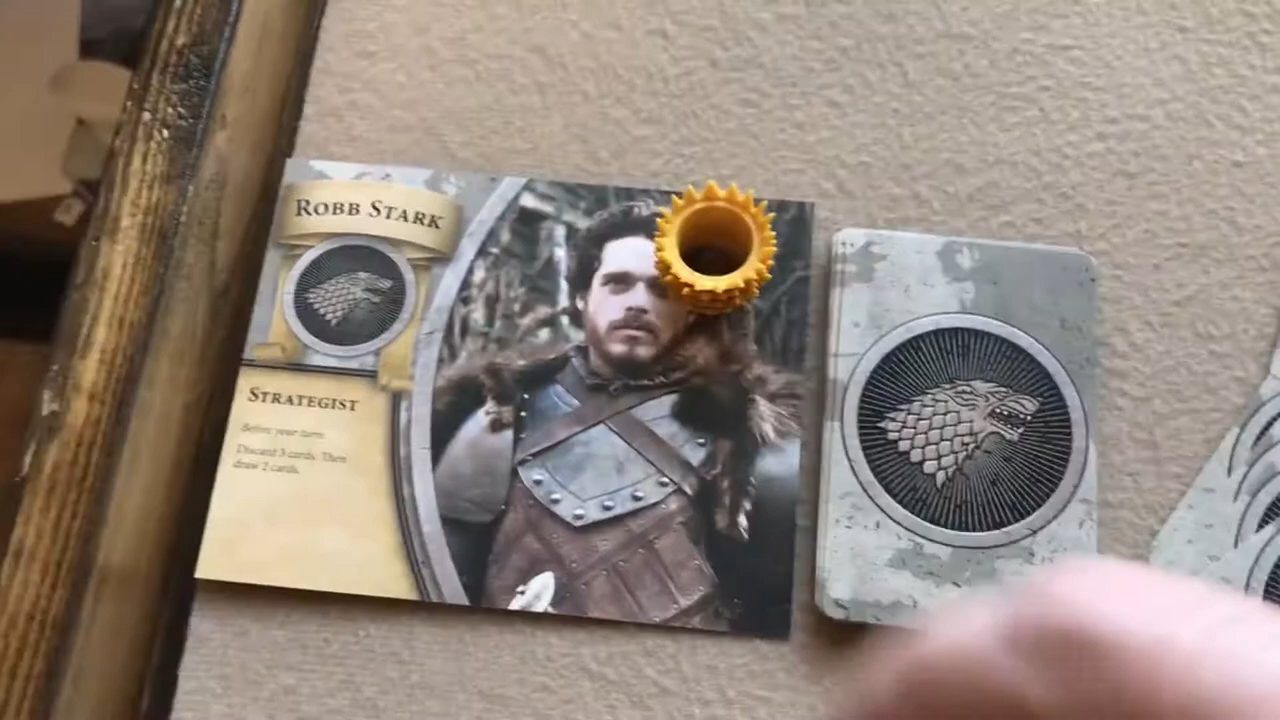 ROBB STARK
STRATEGIST
Before your turn:
Discard 3 cards. Then
draw 2 cards.